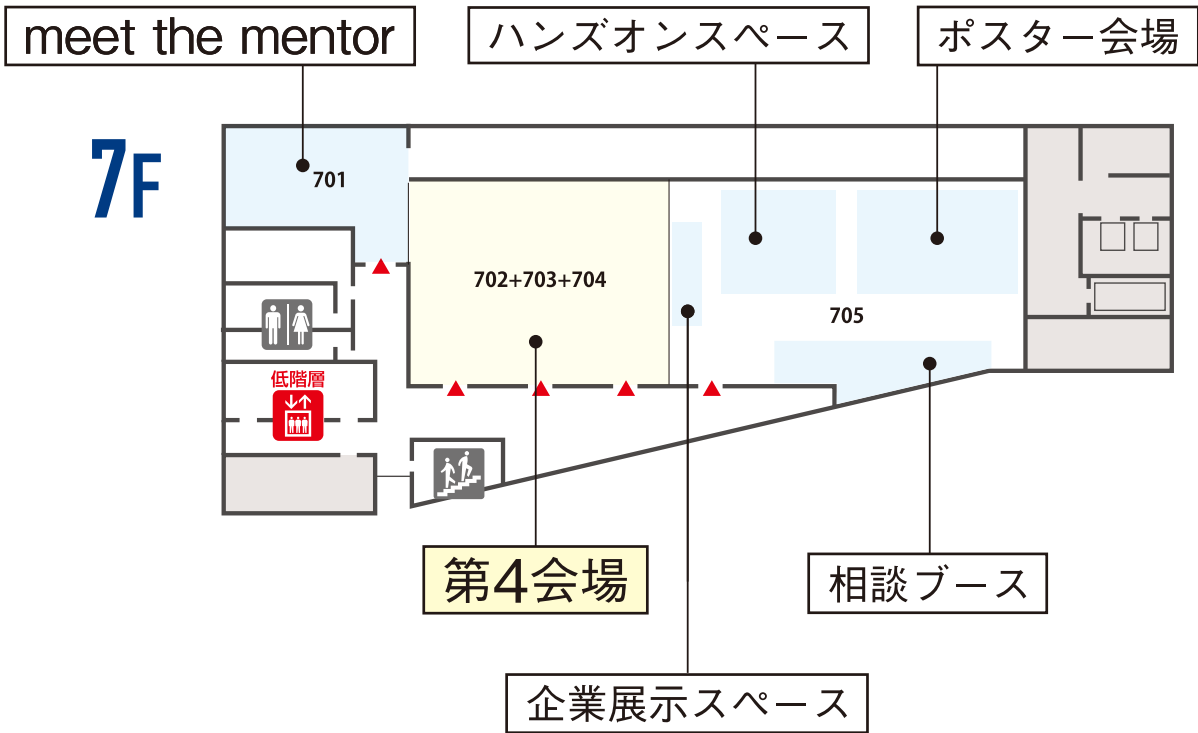 meet the mentor
ハンズオンスペース
ポスター会場
7F
701
702+703+704
705
低階層
第4会場
相談ブース
企業展示スペース